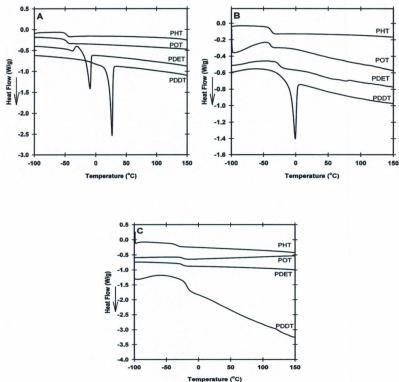 A
0.5
0.0
-0.5
-1.0
-1.5
-2.0
-2.5
-3.0
Heat Flow (W/g)
PHT
POT
PDET
PDDT
-100
-50
0
50
100
150
Temperature (°C)
B
0.2
0.0
-0.2
-0.4
-0.6
-0.8
-1.0
-1.2
-1.4
-1.6
Heat Flow (W/g)
PHT
POT
PDET
PDDT
-100
-50
0
50
100
150
Temperature (°C)
C
0.5
0.0
-0.5
-1.0
-1.5
-2.0
-2.5
-3.0
-3.5
-4.0
Heat Flow (W/g)
PHT
POT
PDET
PDDT
-100
-50
0
50
100
150
Temperature (°C)